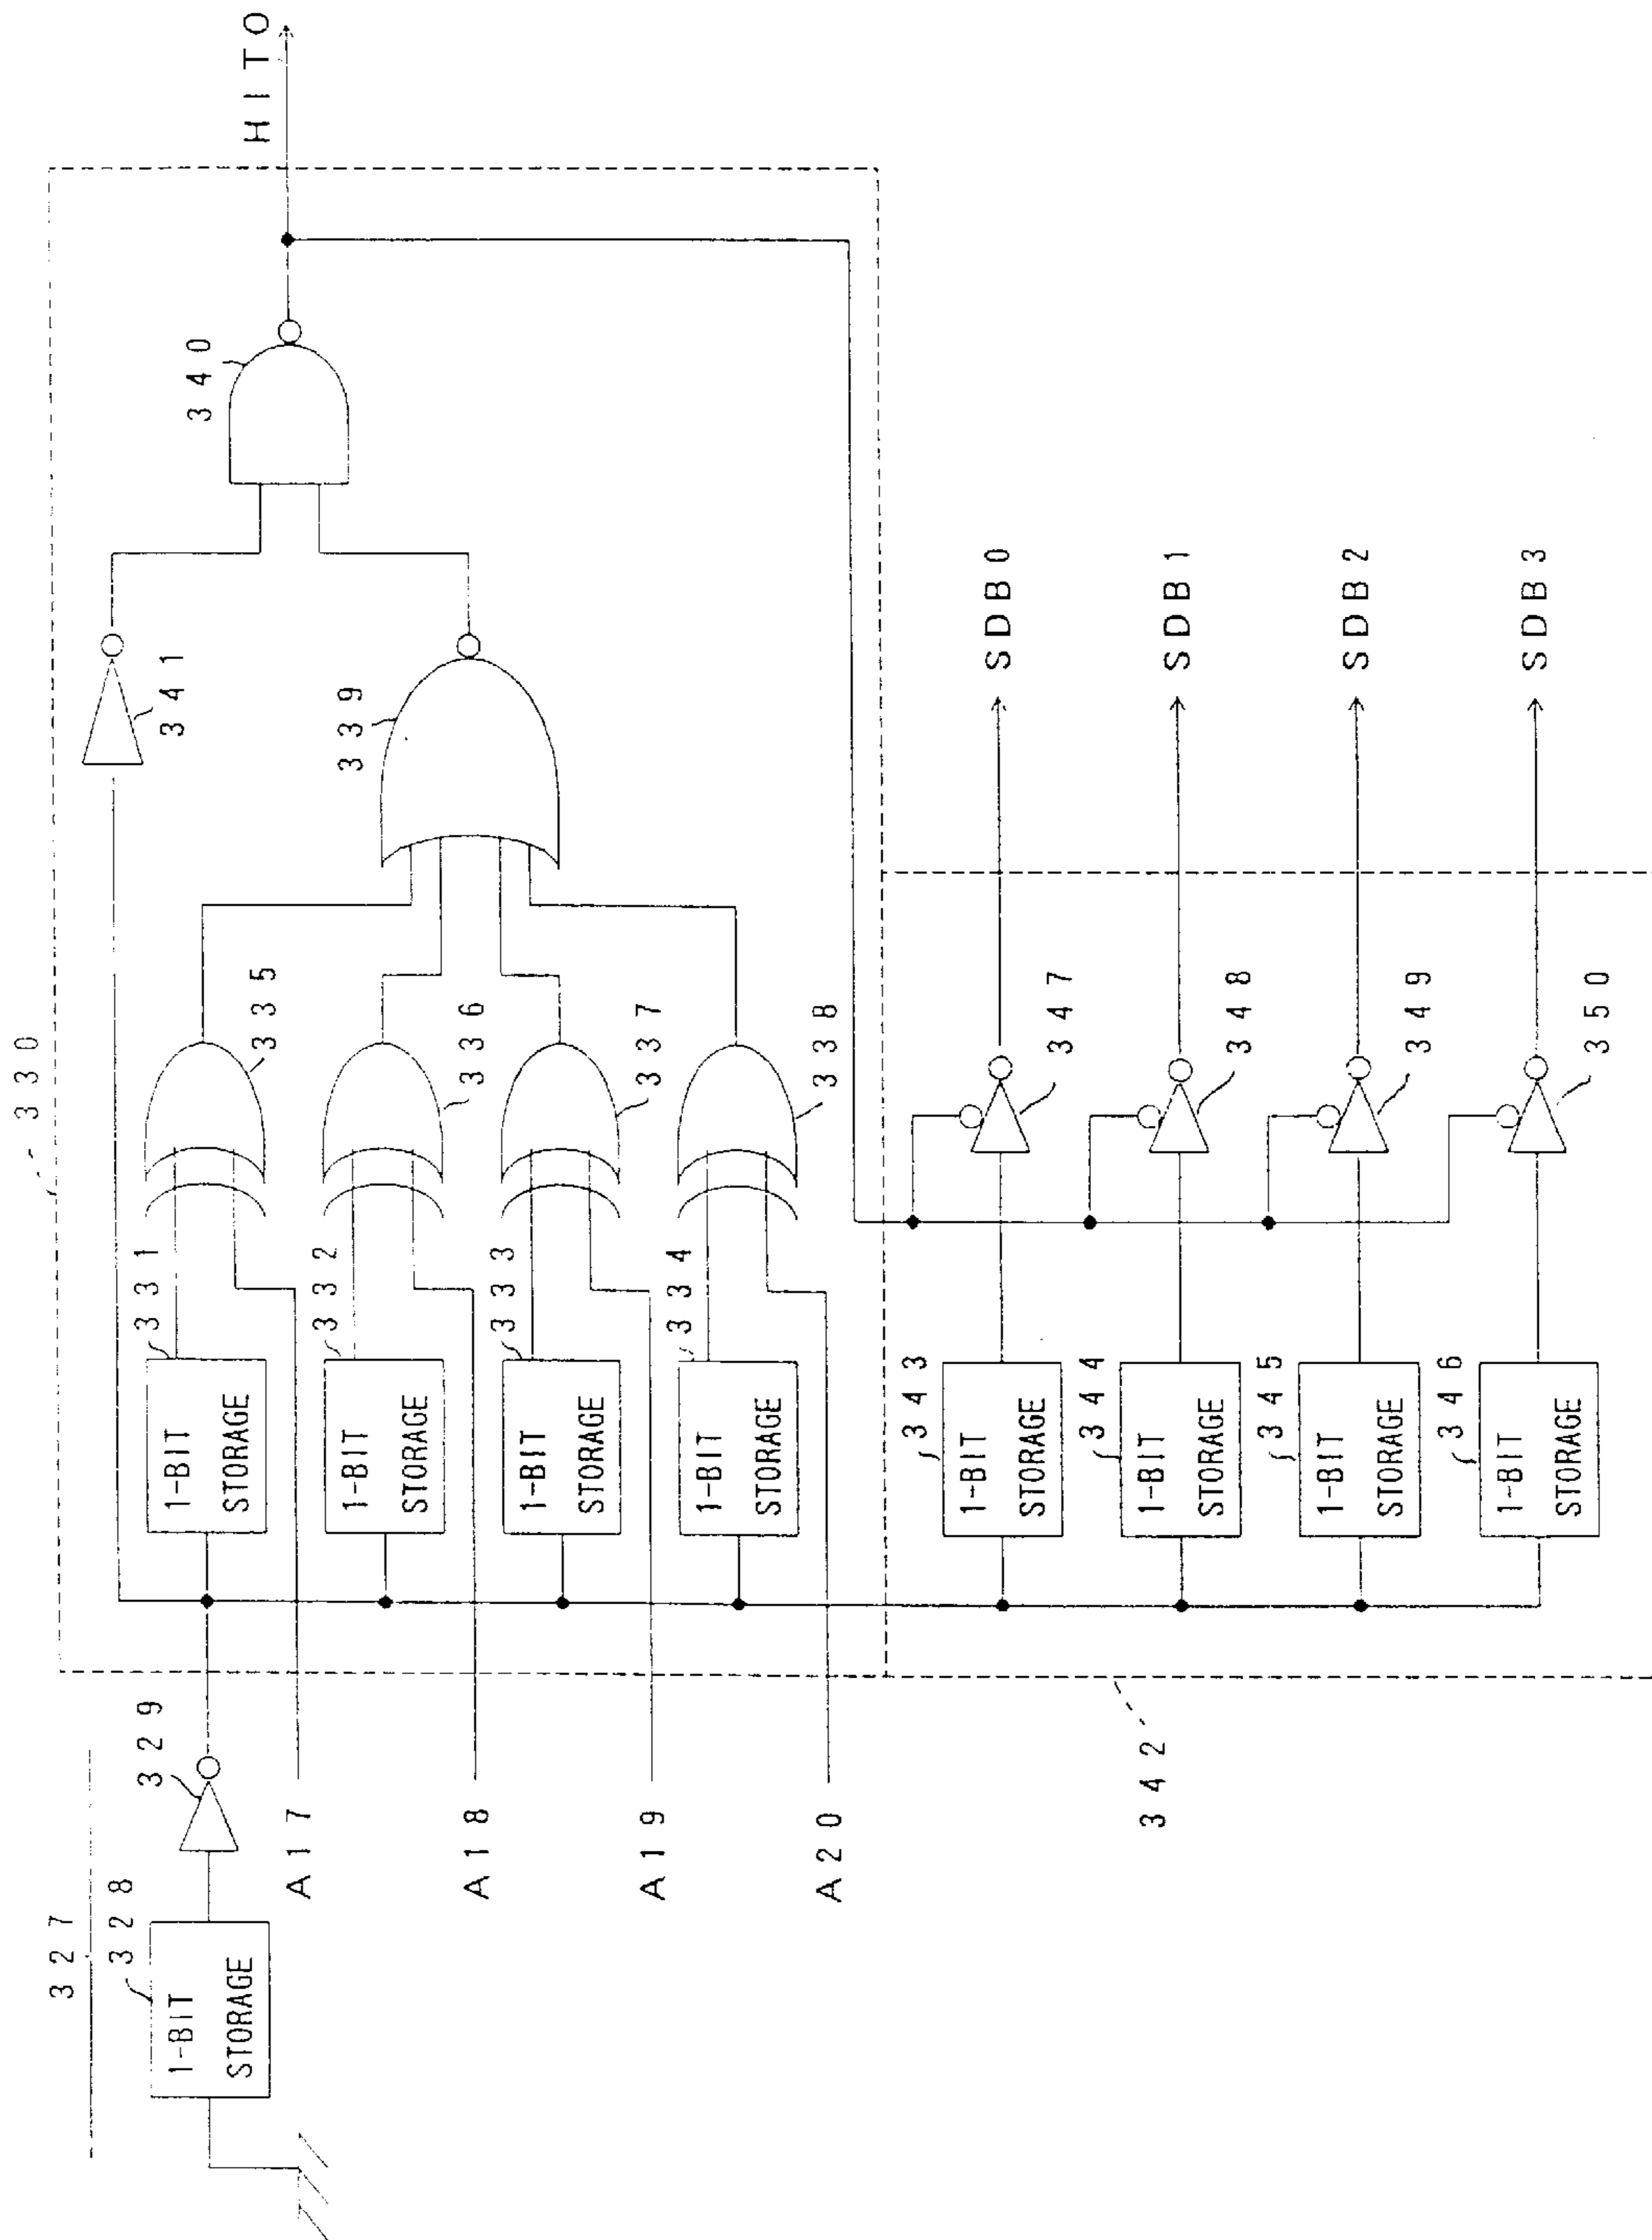 327
328
1-BIT
STORAGE
329
330
A17
A18
A19
A20
331
1-BIT
STORAGE
332
1-BIT
STORAGE
333
1-BIT
STORAGE
334
1-BIT
STORAGE
335
336
337
338
339
341
340
HIT0
342
343
1-BIT
STORAGE
344
1-BIT
STORAGE
345
1-BIT
STORAGE
346
1-BIT
STORAGE
347
348
349
350
SDB0
SDB1
SDB2
SDB3